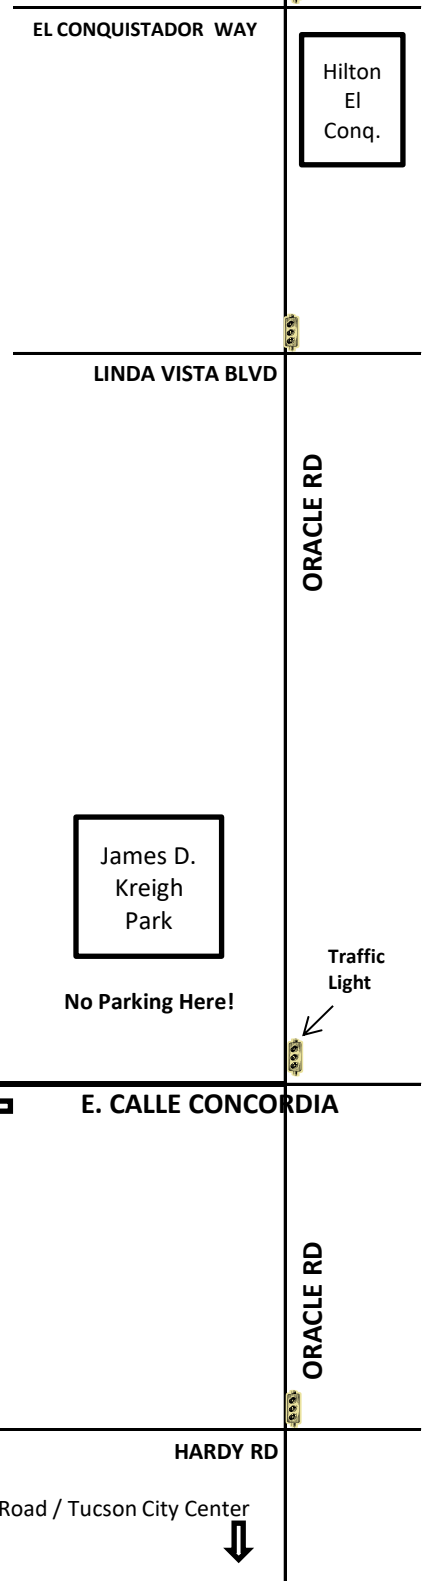 EL CONQUISTADOR WAY
Hilton
El
Conq.
LINDA VISTA BLVD
ORACLE RD
James D.
Kreigh
Park
No Parking Here!
Traffic
Light
E. CALLE CONCORDIA
ORACLE RD
HARDY RD
Road / Tucson City Center